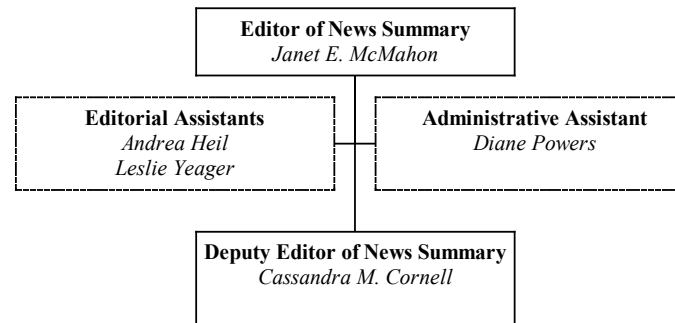 Editor of News Summary
Janet E. McMahon
Editorial Assistants
Andrea Heil
Leslie Yeager
Administrative Assistant
Diane Powers
Deputy Editor of News Summary
Cassandra M. Cornell